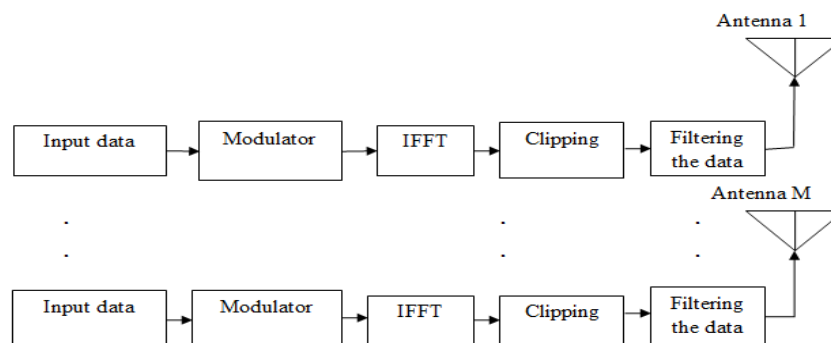 Antenna 1
Input data
Modulator
IFFT
Clipping
Filtering
the data
Antenna M
Input data
Modulator
IFFT
Clipping
Filtering
the data